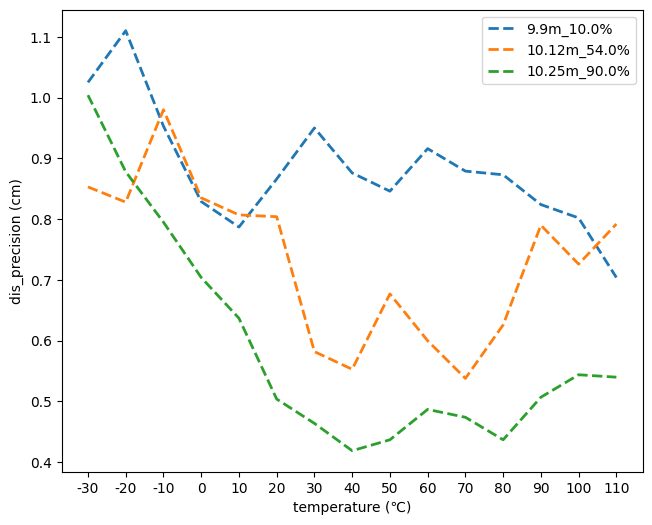 9.9m_10.0%
10.12m_54.0%
10.25m_90.0%
dis_precision (cm)
1.1
1.0
0.9
0.8
0.7
0.6
0.5
0.4
-30 -20 -10 0 10 20 30 40 50 60 70 80 90 100 110
temperature (℃)